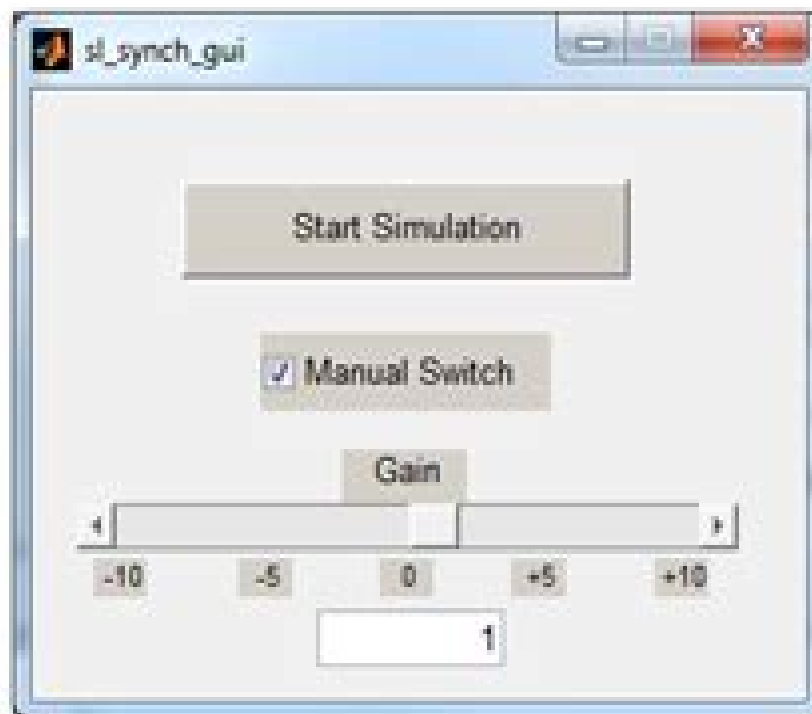 sl_synch_gui
Start Simulation
Manual Switch
Gain
-10 -5 0 +5 +10
1